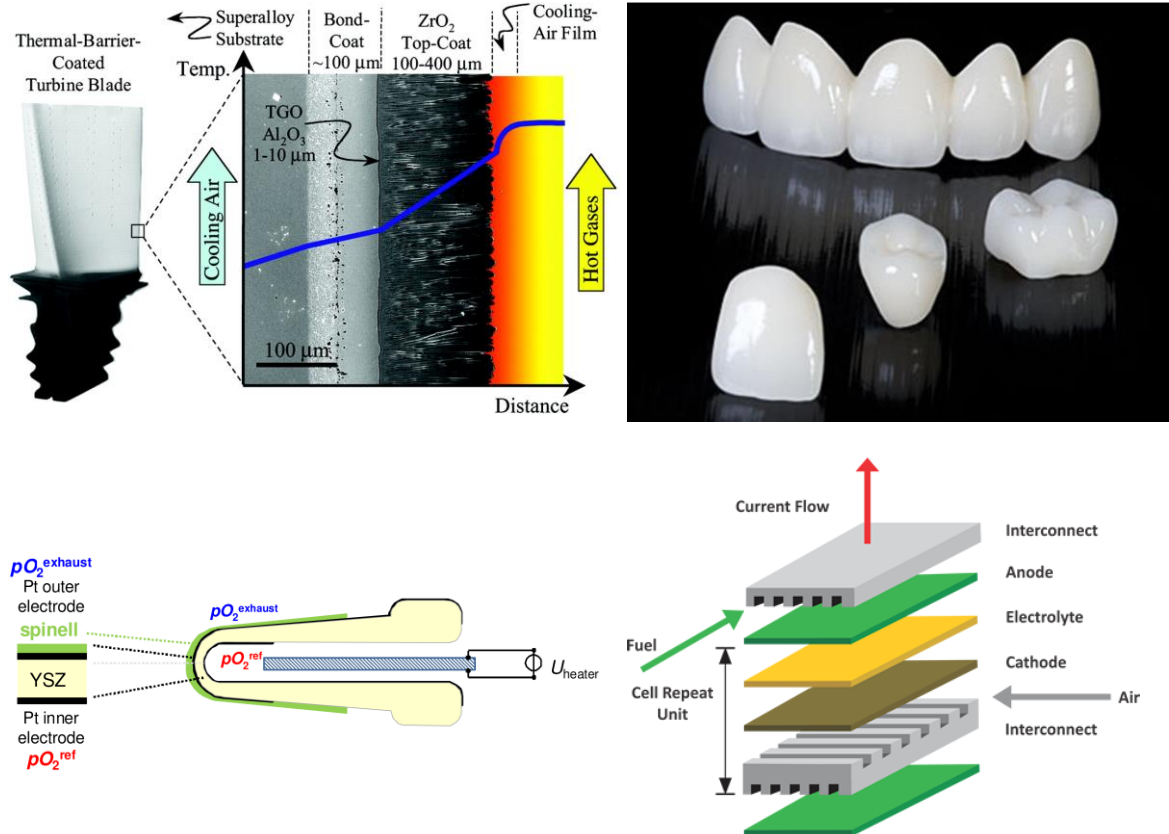 Thermal-Barrier-
Coated
Turbine Blade
Superalloy
Substrate
Bond-
Coat
~100 μm
ZrO2
Top-Coat
100-400 μm
Cooling-
Air Film
Temp.
TGO
Al2O3
1-10 μm
Cooling Air
Hot Gases
100 μm
Distance
pO2exhaust
Pt outer
electrode
spinell
YSZ
Pt inner
electrode
pO2ref
pO2exhaust
pO2ref
Uheater
Current Flow
Interconnect
Anode
Electrolyte
Fuel
Cathode
Cell Repeat
Unit
Air
Interconnect